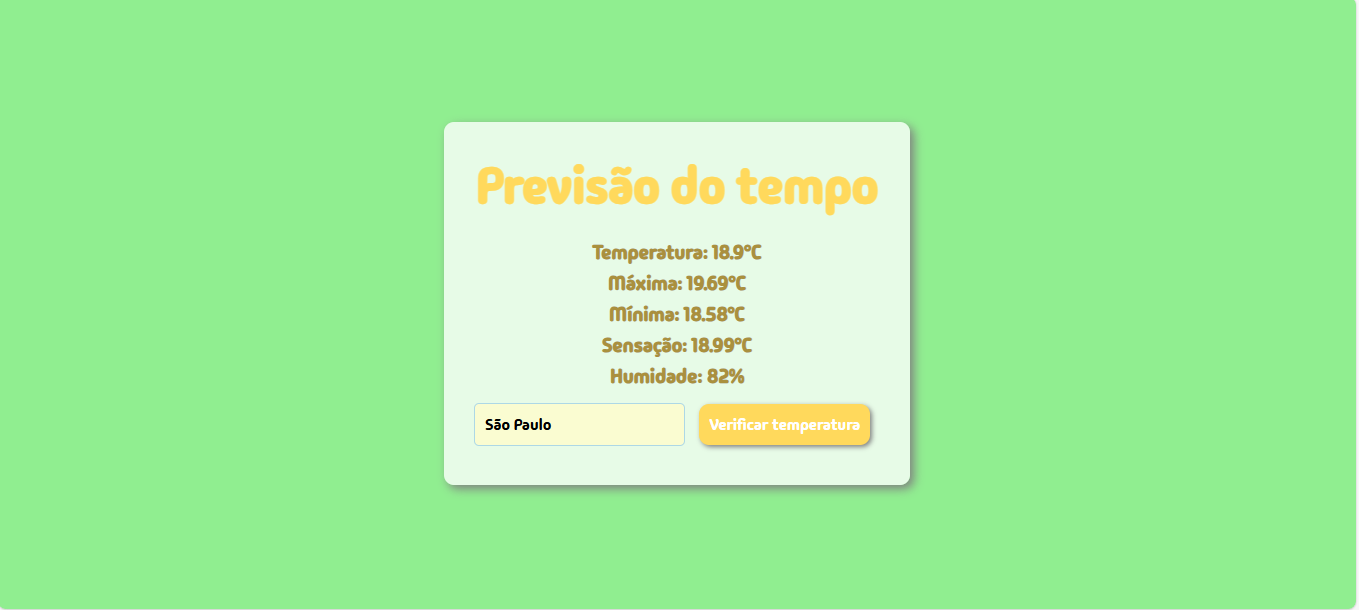 Previsão do tempo
Temperatura: 18.9°C
Máxima: 19.69°C
Mínima: 18.58°C
Sensação: 18.99°C
Humidade: 82%
São Paulo
Verificar temperatura